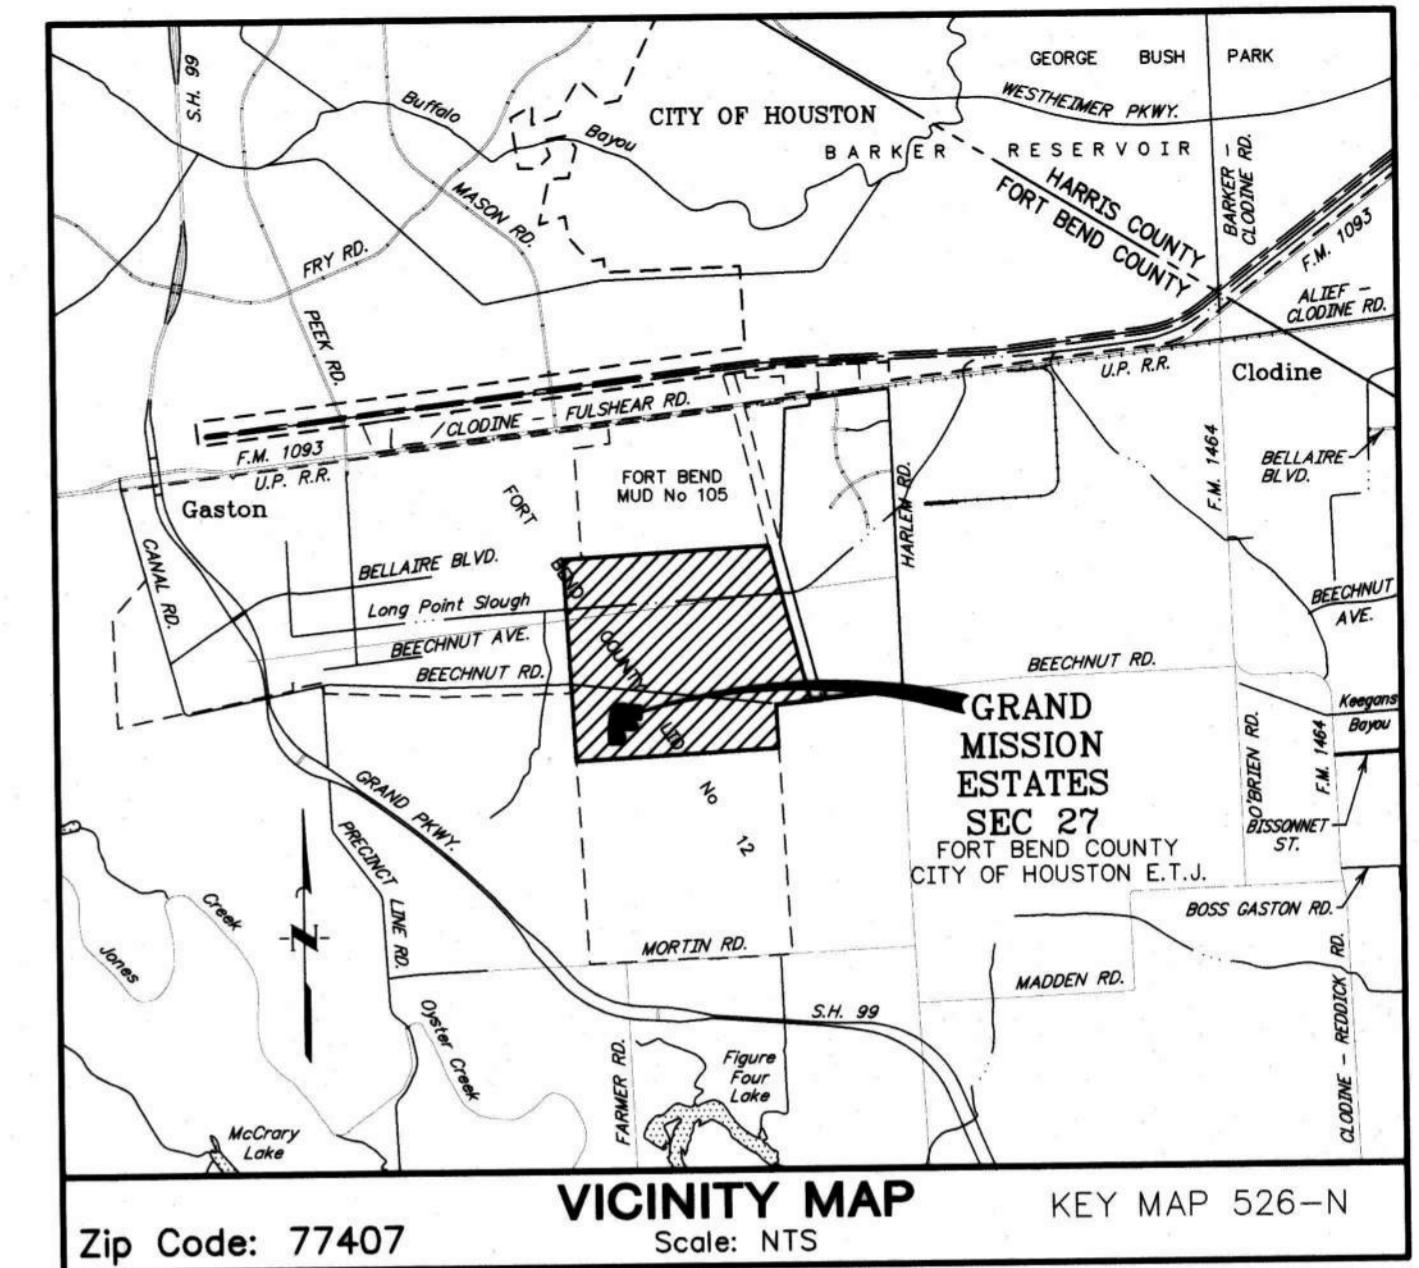 S.H. 99
GEORGE BUSH PARK
Buffalo
Bayou
CITY OF HOUSTON
WESTHEIMER PKWY.
BARKER RESERVOIR
BARKER -
CLODINE RD.
MASON RD.
HARRIS COUNTY
FORT BEND COUNTY
FRY RD.
F.M. 1093
PEEK RD.
ALIEF -
CLODINE RD.
U.P. R.R.
Clodine
CLODINE - FULSHEAR RD.
F.M. 1093
U.P. R.R.
F.M. 1464
BELLAIRE
BLVD.
FORT BEND
MUD No 105
Gaston
FORT
BEND
COUNTY
LID
No
12
HARLEM RD.
CANAL RD.
BELLAIRE BLVD.
Long Point Slough
BEECHNUT AVE.
BEECHNUT RD.
BEECHNUT
AVE.
BEECHNUT RD.
Keegans
Bayou
GRAND
MISSION
ESTATES
SEC 27
FORT BEND COUNTY
CITY OF HOUSTON E.T.J.
O'BRIEN RD.
F.M. 1464
BISSONNET
ST.
GRAND PKWY.
PRECINCT LINE RD.
BOSS GASTON RD.
Creek
Jones
N
MORTIN RD.
MADDEN RD.
S.H. 99
Oyster Creek
FARMER RD.
Figure
Four
Lake
CLODINE - REDDICK RD.
McCrary
Lake
VICINITY MAP
KEY MAP 526-N
Zip Code: 77407
Scale: NTS